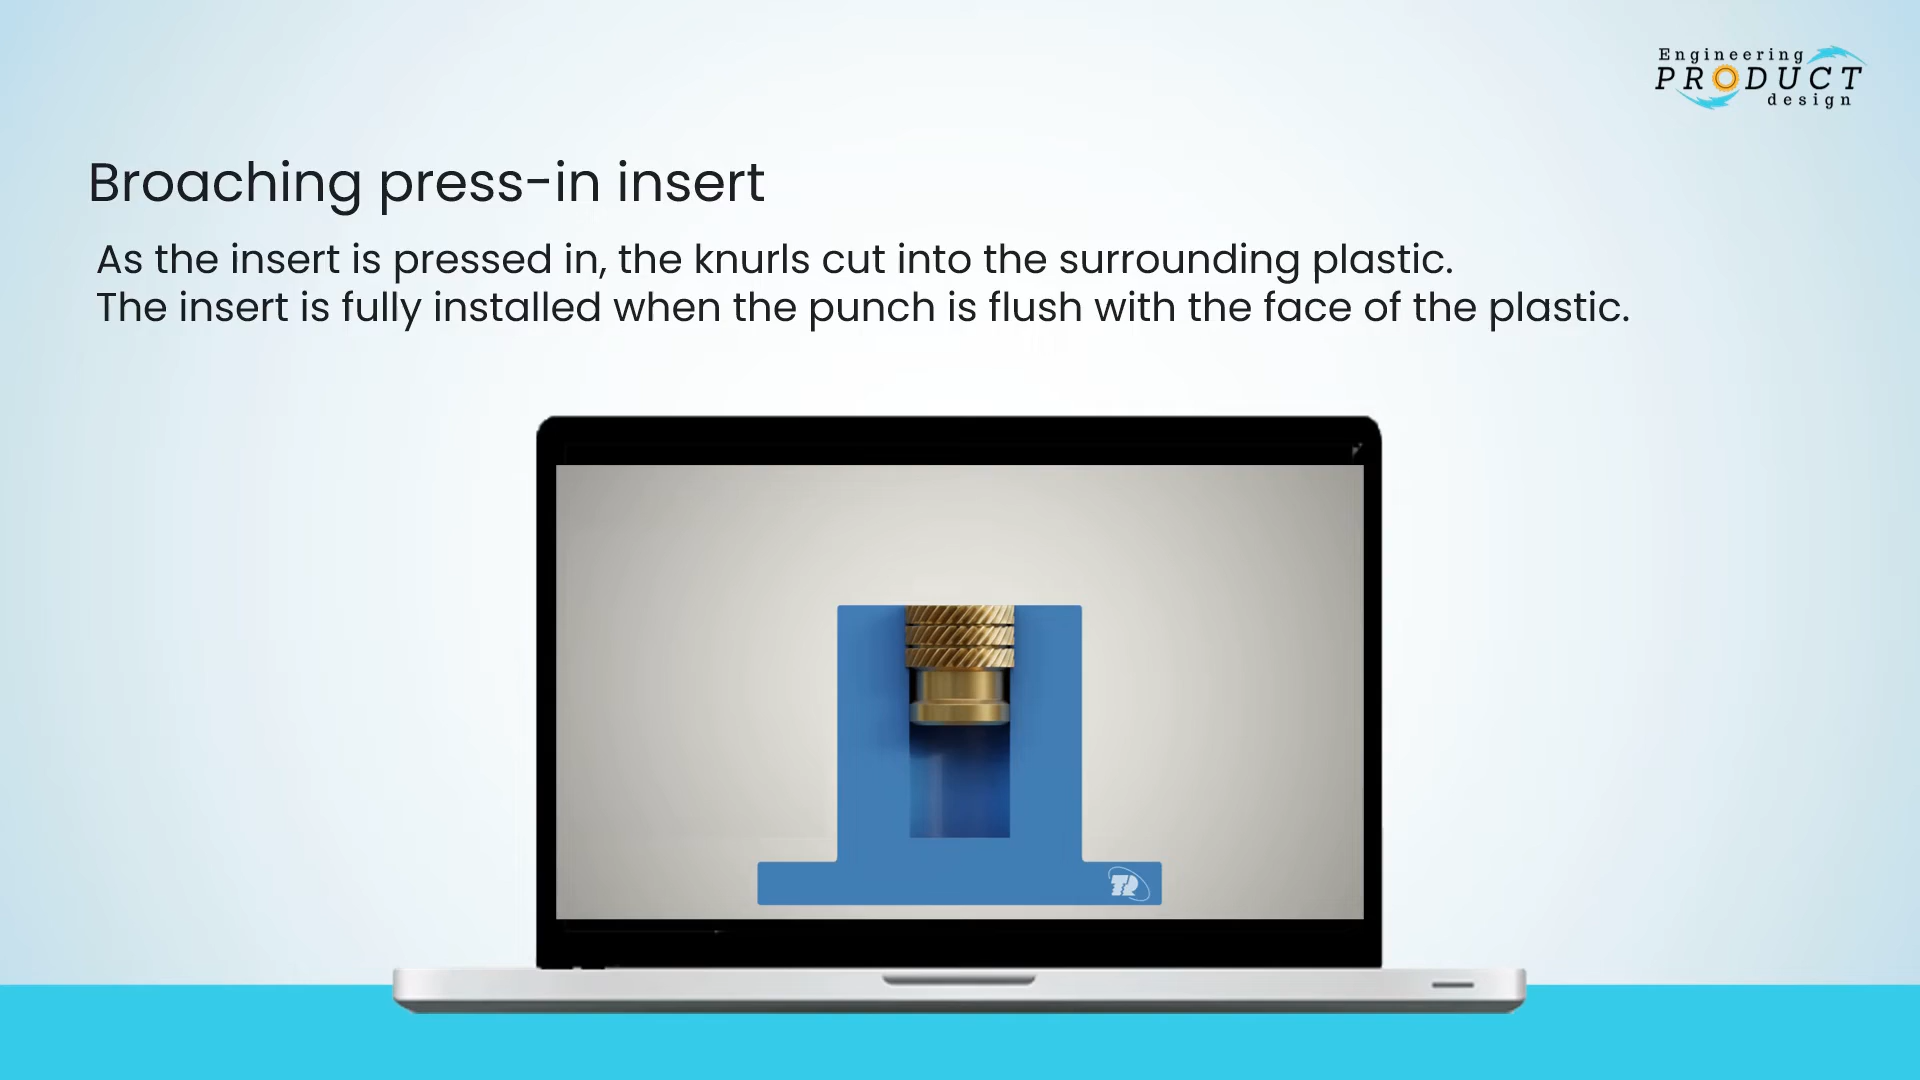 Engineering
PRODUCT
design
Broaching press-in insert
As the insert is pressed in, the knurls cut into the surrounding plastic.
The insert is fully installed when the punch is flush with the face of the plastic.
TR